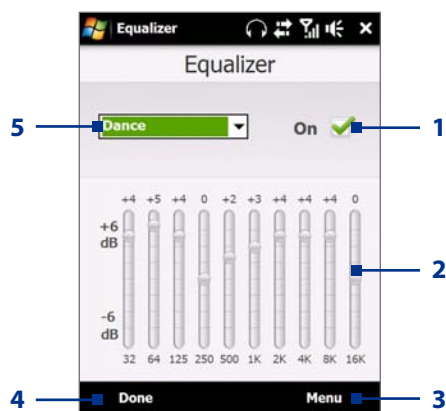 Equalizer
Equalizer
5 Dance On 1
+4 +5 +4 0 +2 +3 +4 +4 +4 0
+6
dB
2
-6
dB
32 64 125 250 500 1K 2K 4K 8K 16K
4 Done Menu 3